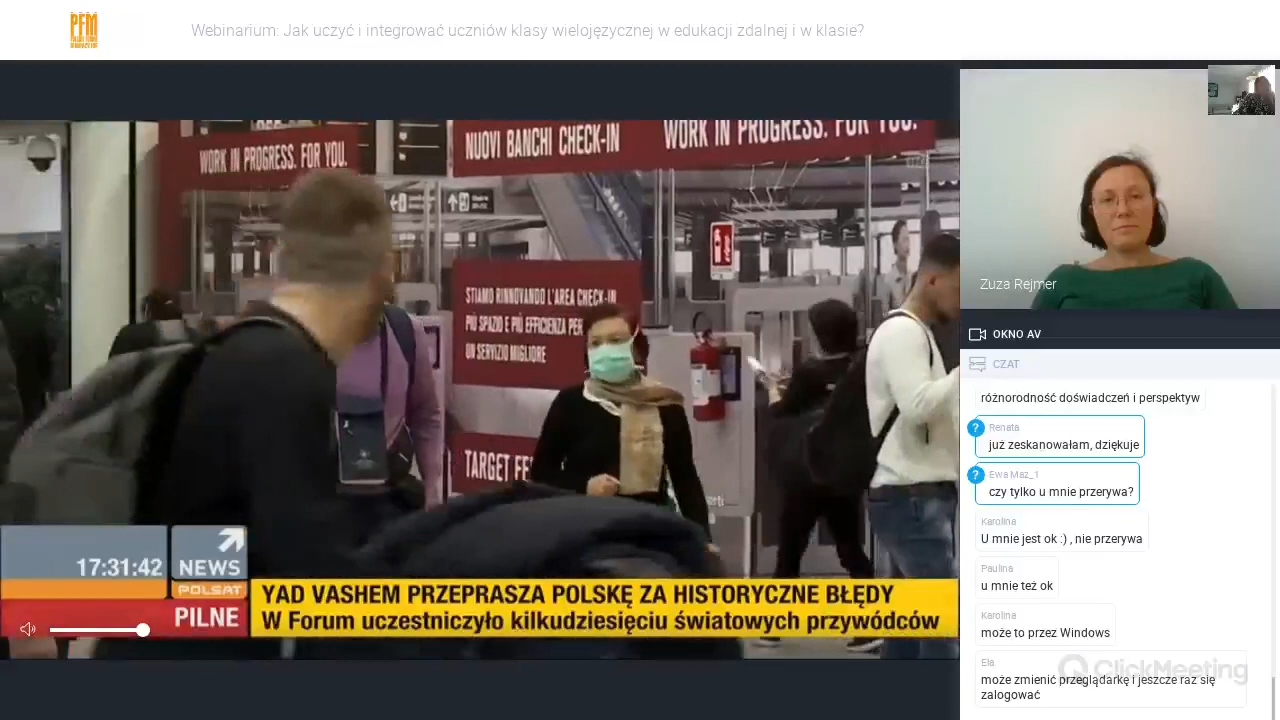 PFM
Webinarium: Jak uczyć i integrować uczniów klasy wielojęzycznej w edukacji zdalnej i w klasie?
WORK IN PROGRESS. FOR YOU.
NUOVI BANCHI CHECK-IN
WORK IN PROGRESS. FOR YOU.
STIAMO RINNOVANDO L'AREA CHECK-IN
PIÙ SPAZIO E PIÙ EFFICIENZA PER
UN SERVIZIO MIGLIORE
TARGET
17:31:42
NEWS
POLSAT
PILNE
YAD VASHEM PRZEPRASZA POLSKĘ ZA HISTORYCZNE BŁĘDY
W Forum uczestniczyło kilkudziesięciu światowych przywódców
Zuza Rejmer
OKNO AV
CZAT
różnorodność doświadczeń i perspektyw
Renata
już zeskanowałam, dziękuje
Ewa Maz_1
czy tylko u mnie przerywa?
Karolina
U mnie jest ok :) , nie przerywa
Paulina
u mnie też ok
Karolina
może to przez Windows
Ela
może zmienić przeglądarkę i jeszcze raz się
zalogować
ClickMeeting